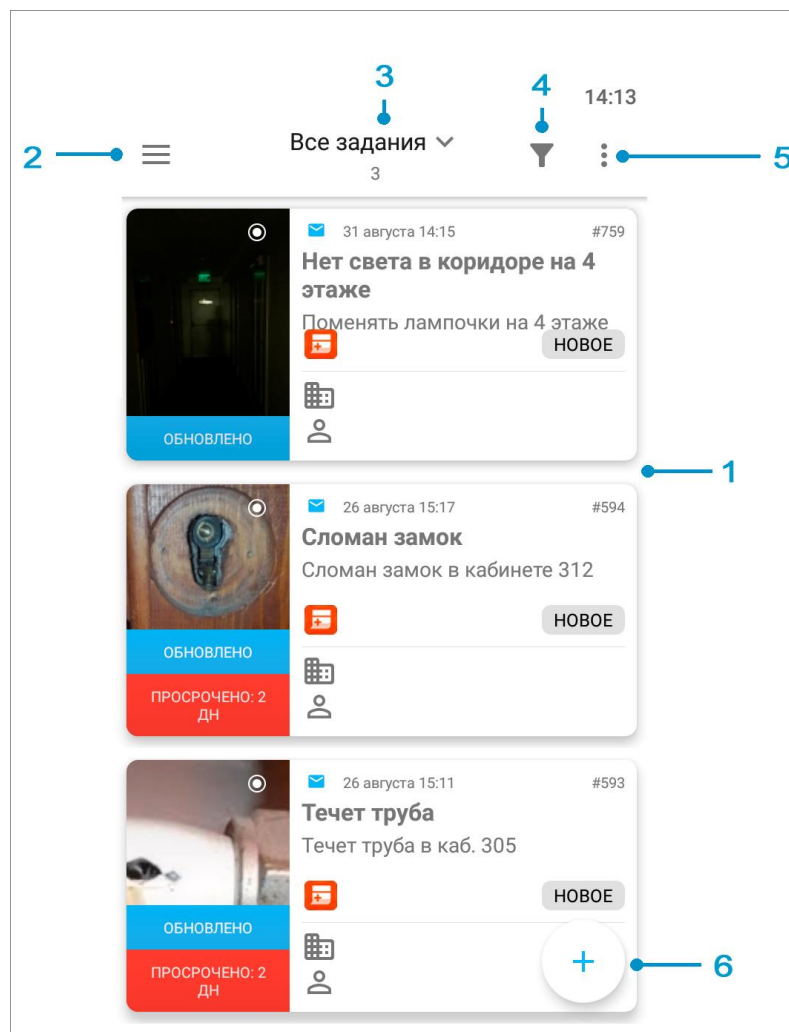 3
4
14:13
2
Все задания
5
3
31 августа 14:15
#759
Нет света в коридоре на 4
этаже
Поменять лампочки на 4 этаже
НОВОЕ
ОБНОВЛЕНО
1
26 августа 15:17
#594
Сломан замок
Сломан замок в кабинете 312
НОВОЕ
ОБНОВЛЕНО
ПРОСРОЧЕНО: 2
ДН
26 августа 15:11
#593
Течет труба
Течет труба в каб. 305
НОВОЕ
ОБНОВЛЕНО
ПРОСРОЧЕНО: 2
ДН
+
6